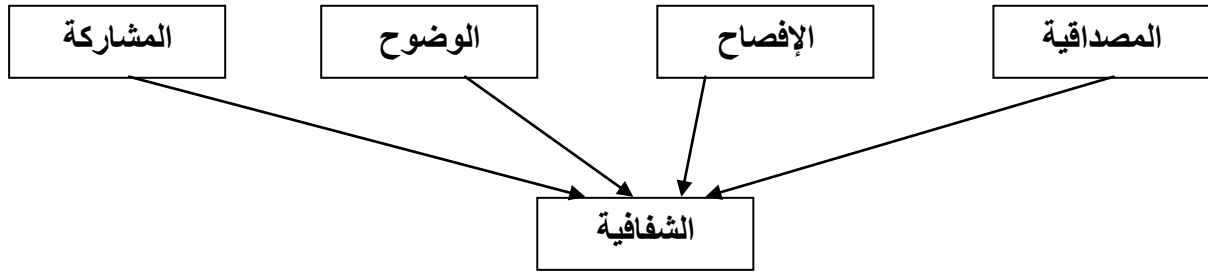 المصداقية
الإفصاح
الوضوح
المشاركة
الشفافية